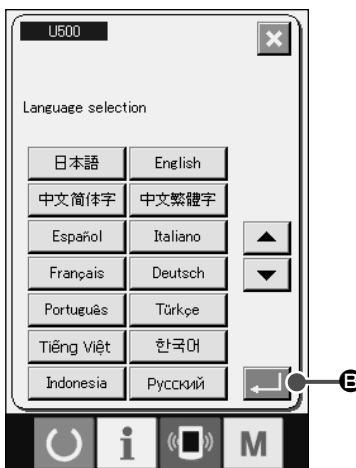 U500
Language selection
日本語 English
中文简体字 中文繁體字
Español Italiano
Français Deutsch
Português Türkçe
Tiếng Việt 한국어
Indonesia Русский
B
i M